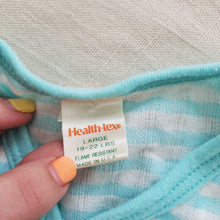 Health-tex®
LARGE
19-22 LBS
FLAME RESISTANT
MADE IN U.S.A.